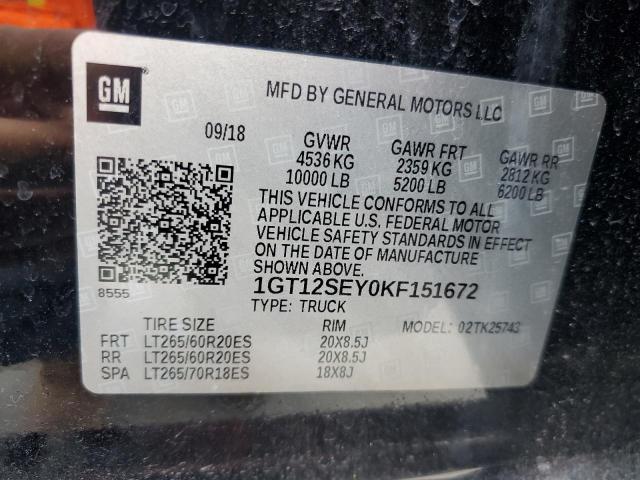 GM
MFD BY GENERAL MOTORS LLC
09/18
GVWR GAWR FRT GAWR RR
4536 KG 2359 KG 2812 KG
10000 LB 5200 LB 6200 LB
THIS VEHICLE CONFORMS TO ALL
APPLICABLE U.S. FEDERAL MOTOR
VEHICLE SAFETY STANDARDS IN EFFECT
ON THE DATE OF MANUFACTURE
SHOWN ABOVE.
8555
1GT12SEY0KF151672
TYPE: TRUCK
TIRE SIZE RIM MODEL: 02TK25743
FRT LT265/60R20ES 20X8.5J
RR LT265/60R20ES 20X8.5J
SPA LT265/70R18ES 18X8J